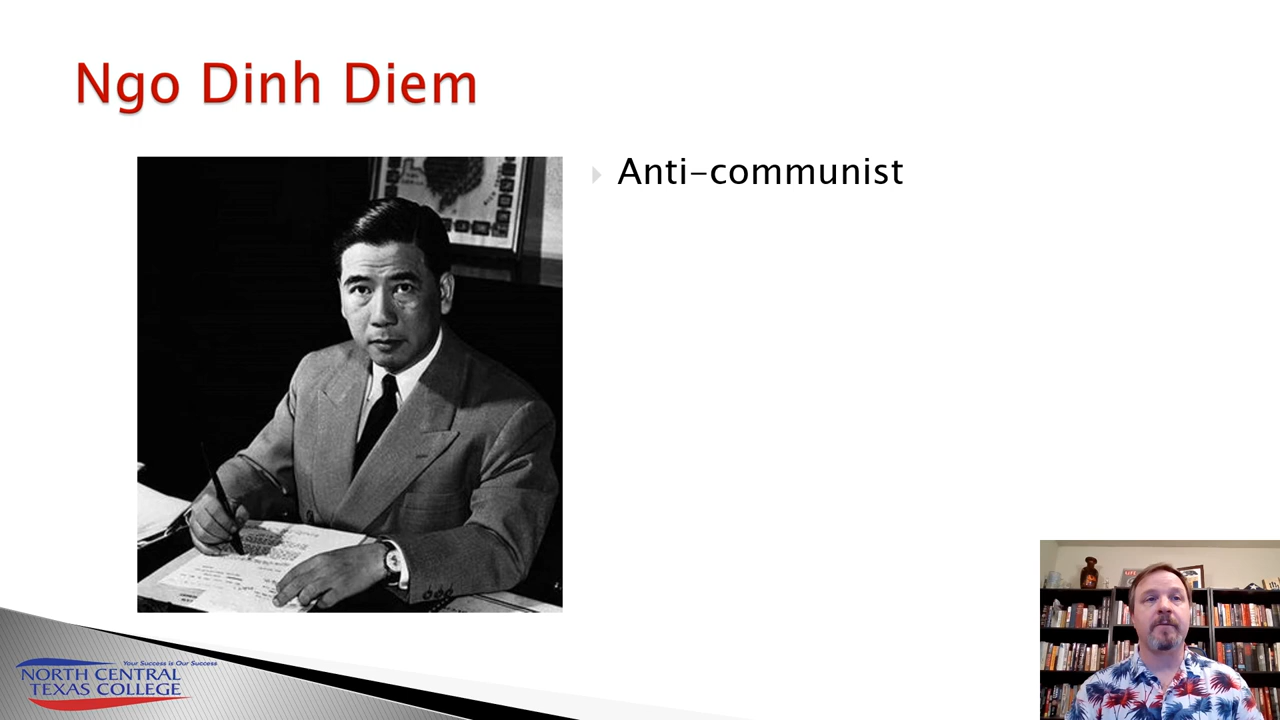 Ngo Dinh Diem
Anti-communist
Your Success is Our Success
NORTH CENTRAL
TEXAS COLLEGE